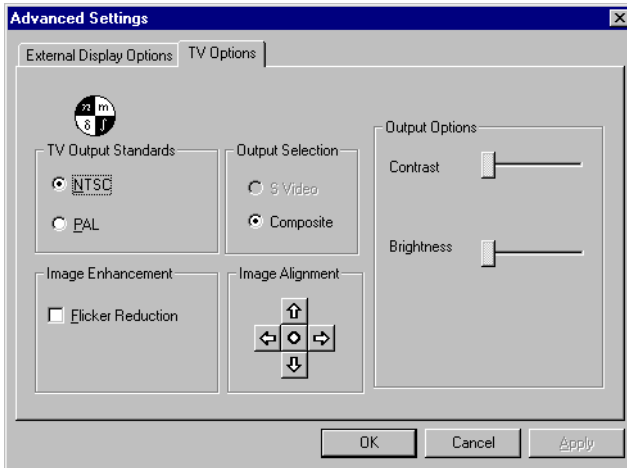 Advanced Settings
External Display Options
TV Options
n m
δ ∫
TV Output Standards
NTSC
PAL
Output Selection
S Video
Composite
Output Options
Contrast
Brightness
Image Enhancement
Flicker Reduction
Image Alignment
OK
Cancel
Apply